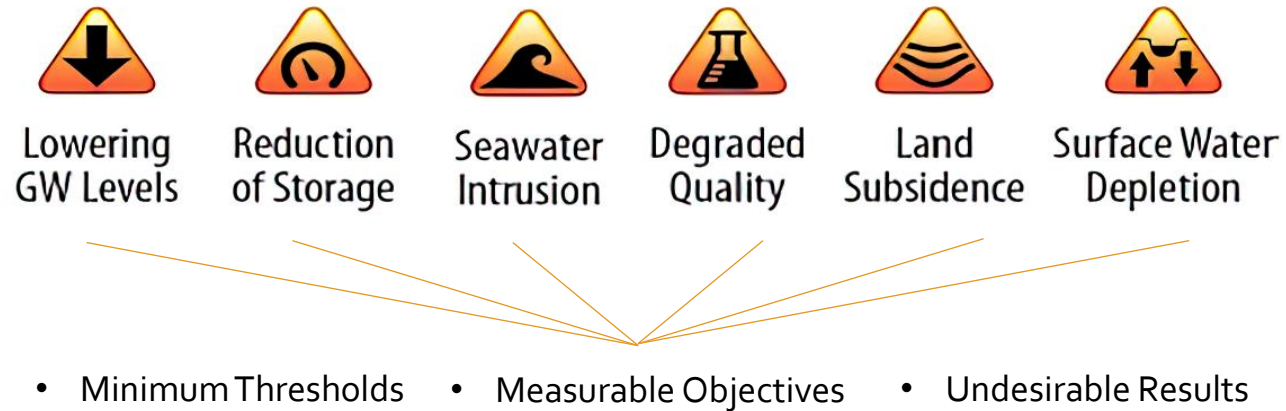 Lowering
GW Levels
Reduction
of Storage
Seawater
Intrusion
Degraded
Quality
Land
Subsidence
Surface Water
Depletion
• Minimum Thresholds
• Measurable Objectives
• Undesirable Results